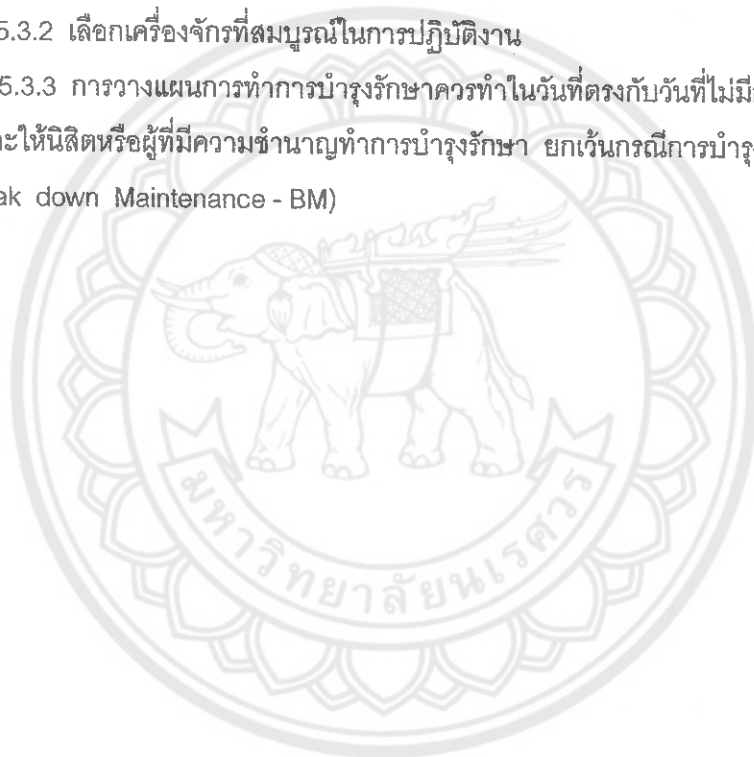 5.3.2 เลือกเครื่องจักรที่สมบูรณ์ในการปฏิบัติงาน
5.3.3 การวางแผนการทำการบำรุงรักษาควรทำในวันที่ตรงกับวันที่ไม่มี
ให้นิสิตหรือผู้ที่มีความชำนาญทำการบำรุงรักษา ยกเว้นกรณีการบำรุง
ak down Maintenance - BM)
มหาวิทยาลัยนเรศวร